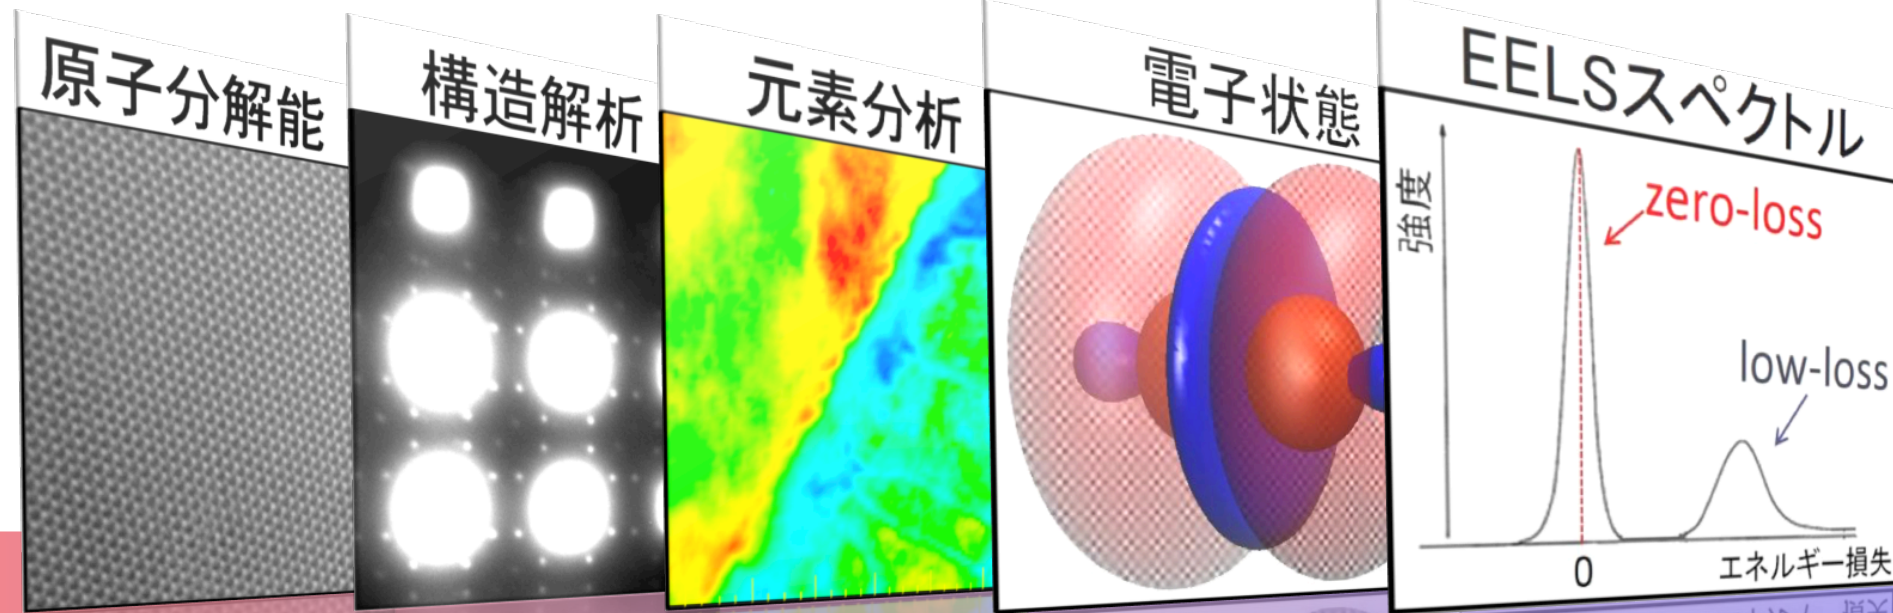 原子分解能
構造解析
元素分析
電子状態
EELSスペクトル
強度
zero-loss
low-loss
0
エネルギー損失